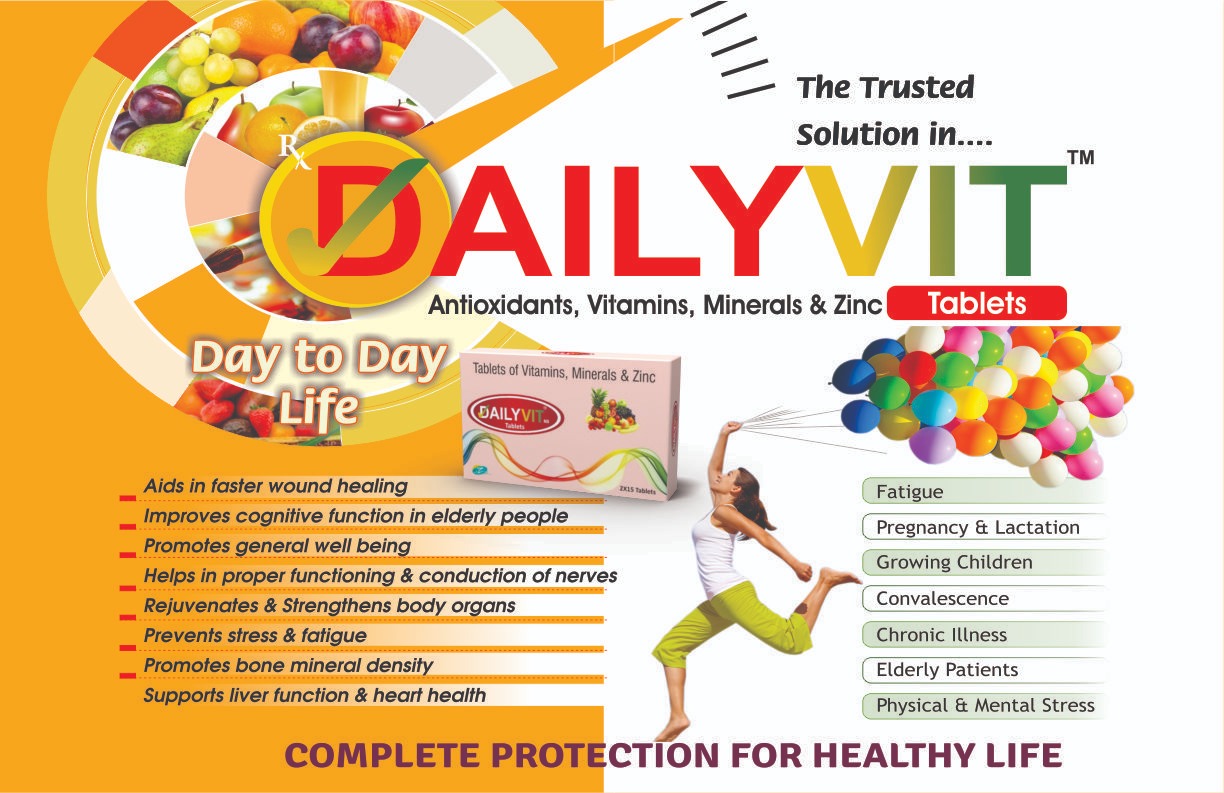 The Trusted
Solution in....
Rx
DAILYVIT™
Antioxidants, Vitamins, Minerals & Zinc Tablets
Day to Day
Life
Tablets of Vitamins, Minerals & Zinc
DAILYVIT
Tablets
2X15 Tablets
Aids in faster wound healing
Improves cognitive function in elderly people
Promotes general well being
Helps in proper functioning & conduction of nerves
Rejuvenates & Strengthens body organs
Prevents stress & fatigue
Promotes bone mineral density
Supports liver function & heart health
Fatigue
Pregnancy & Lactation
Growing Children
Convalescence
Chronic Illness
Elderly Patients
Physical & Mental Stress
COMPLETE PROTECTION FOR HEALTHY LIFE